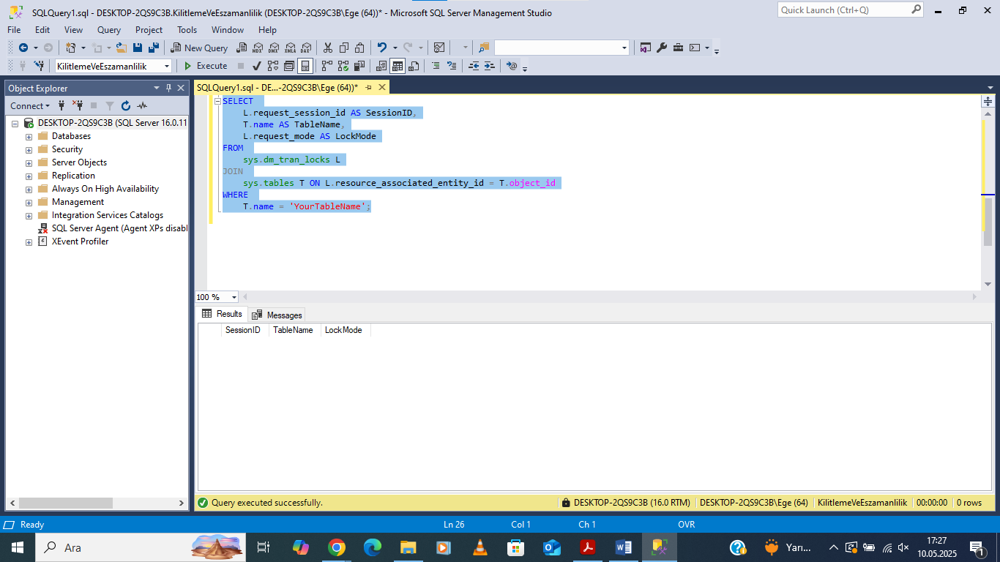 SQLQuery1.sql - DESKTOP-2QS9C3B.KilitlemeVeEszamanlilik (DESKTOP-2QS9C3B\Ege (64))* - Microsoft SQL Server Management Studio
Quick Launch (Ctrl+Q)
File Edit View Query Project Tools Window Help
New Query MDX DMX XMLA DAX
KilitlemeVeEszamanlilik Execute
Object Explorer
Connect
DESKTOP-2QS9C3B (SQL Server 16.0.11
Databases
Security
Server Objects
Replication
Always On High Availability
Management
Integration Services Catalogs
SQL Server Agent (Agent XPs disabl
XEvent Profiler
SQLQuery1.sql - DE...-2QS9C3B\Ege (64))*
SELECT
L.request_session_id AS SessionID,
T.name AS TableName,
L.request_mode AS LockMode
FROM
sys.dm_tran_locks L
JOIN
sys.tables T ON L.resource_associated_entity_id = T.object_id
WHERE
T.name = 'YourTableName';
100 %
Results Messages
SessionID TableName LockMode
Query executed successfully.
DESKTOP-2QS9C3B (16.0 RTM) DESKTOP-2QS9C3B\Ege (64) KilitlemeVeEszamanlilik 00:00:00 0 rows
Ready Ln 26 Col 1 Ch 1 OVR
Ara
Yarı...
17:27
10.05.2025
1